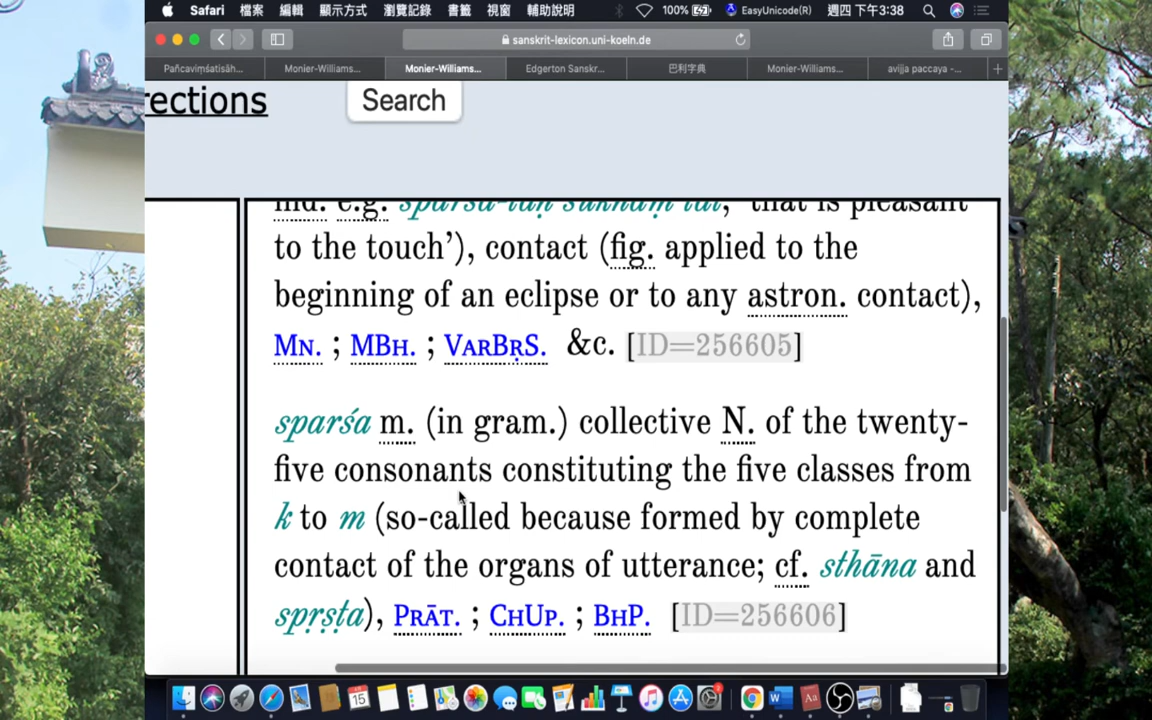 Safari 檔案 編輯 顯示方式 瀏覽記錄 書籤 視窗 輔助說明 100% EasyUnicode(R) 週四 下午3:38
sanskrit-lexicon.uni-koeln.de
Pañcaviṃśatisāh... Monier-Williams... Monier-Williams... Edgerton Sanskr... 巴利字典 Monier-Williams... avijja paccaya -...
rections Search
ind. e.g. that is pleasant
to the touch’), contact (fig. applied to the
beginning of an eclipse or to any astron. contact),
Mn. ; MBh. ; VarBṛS. &c. [ID=256605]
sparśa m. (in gram.) collective N. of the twenty-
five consonants constituting the five classes from
k to m (so-called because formed by complete
contact of the organs of utterance; cf. sthāna and
spṛṣṭa), Prāt. ; ChUp. ; BhP. [ID=256606]